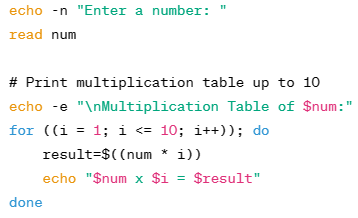 echo -n "Enter a number: "
read num

# Print multiplication table up to 10
echo -e "\nMultiplication Table of $num:"
for ((i = 1; i <= 10; i++)); do
    result=$((num * i))
    echo "$num x $i = $result"
done